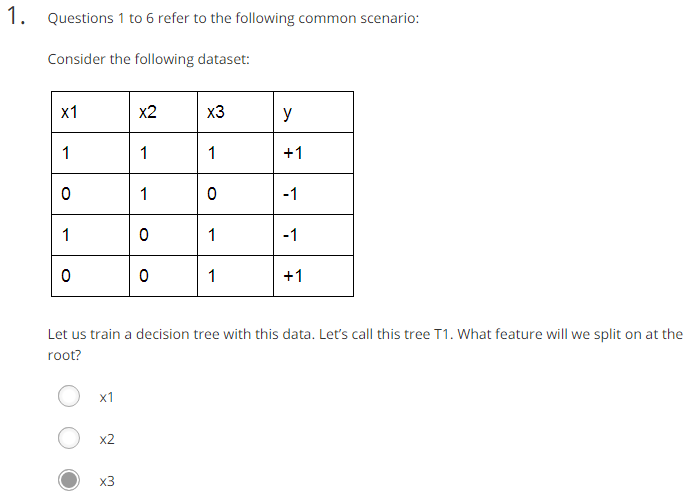 1. Questions 1 to 6 refer to the following common scenario:
Consider the following dataset:
x1 x2 x3 y
1 1 1 +1
0 1 0 -1
1 0 1 -1
0 0 1 +1
Let us train a decision tree with this data. Let’s call this tree T1. What feature will we split on at the
root?
x1
x2
x3